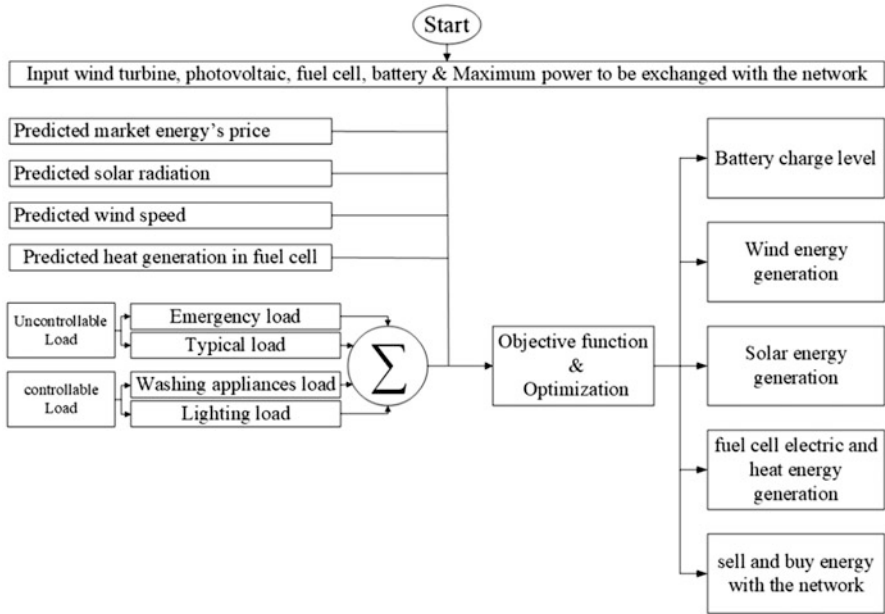 Start
Input wind turbine, photovoltaic, fuel cell, battery & Maximum power to be exchanged with the network
Predicted market energy's price
Predicted solar radiation
Predicted wind speed
Predicted heat generation in fuel cell
Uncontrollable
Load
Emergency load
Typical load
controllable
Load
Washing appliances load
Lighting load
∑
Objective function
&
Optimization
Battery charge level
Wind energy
generation
Solar energy
generation
fuel cell electric and
heat energy
generation
sell and buy energy
with the network